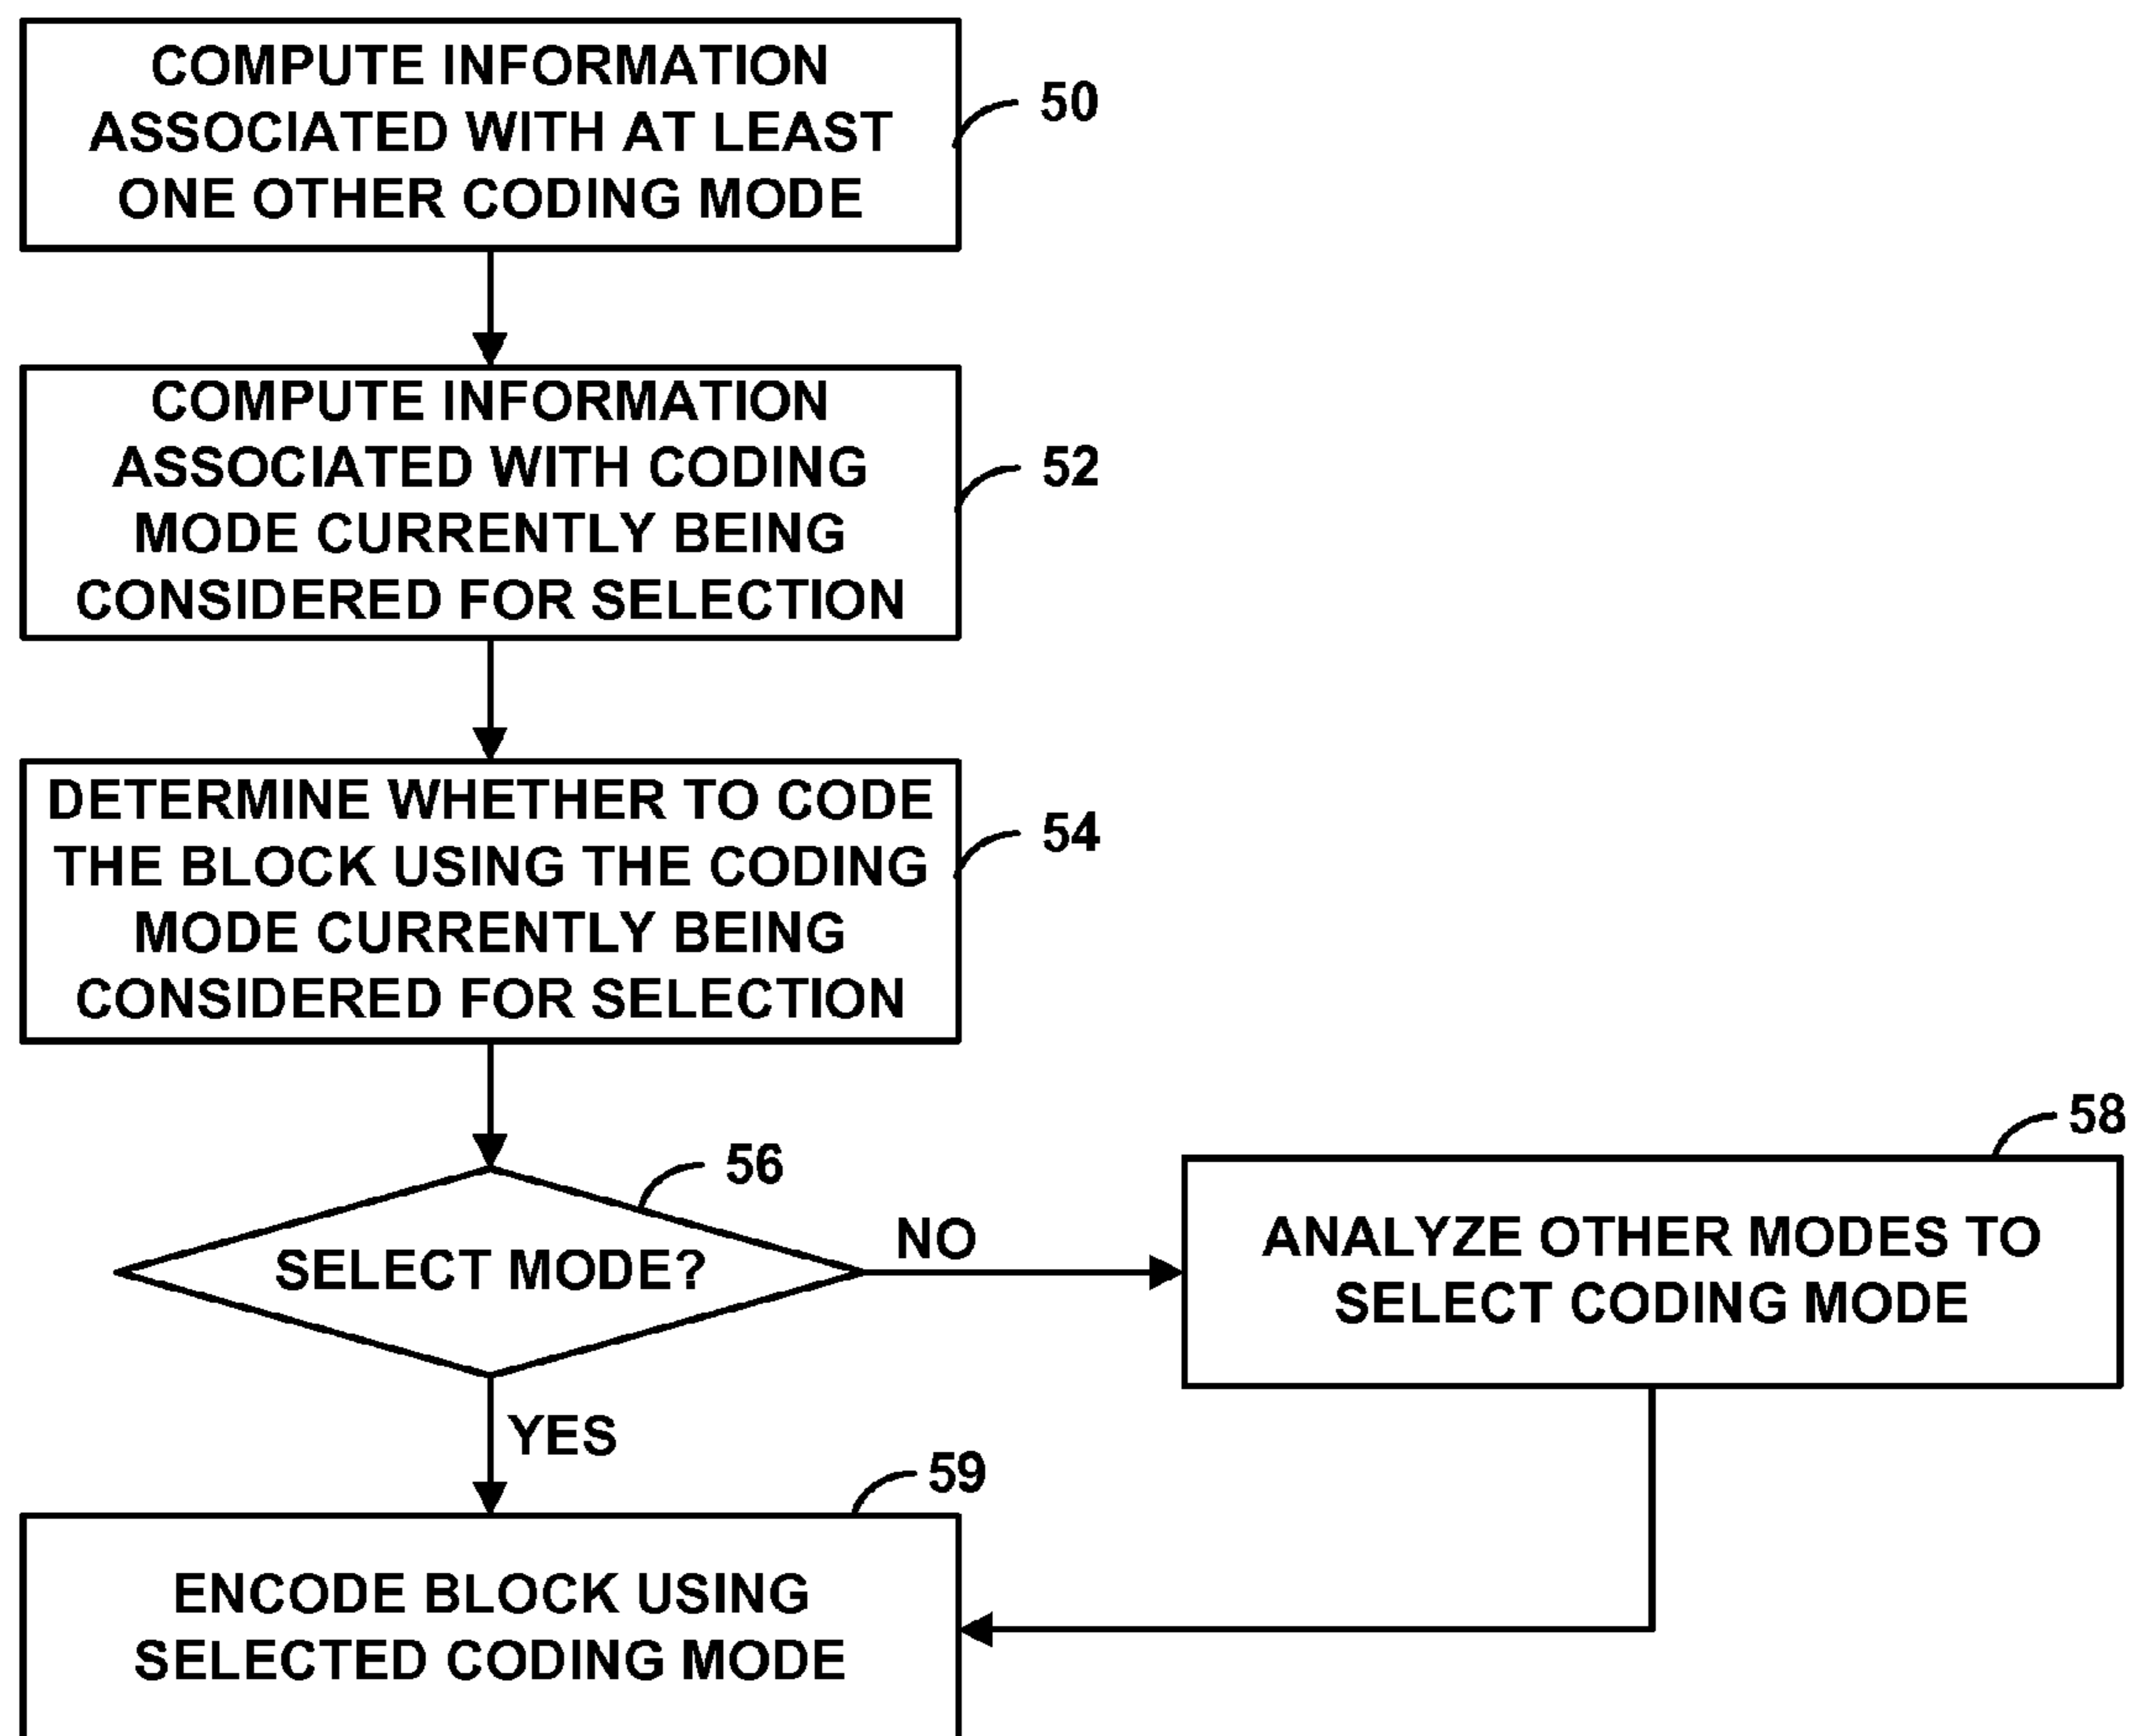 COMPUTE INFORMATION
ASSOCIATED WITH AT LEAST
ONE OTHER CODING MODE
50
COMPUTE INFORMATION
ASSOCIATED WITH CODING
MODE CURRENTLY BEING
CONSIDERED FOR SELECTION
52
DETERMINE WHETHER TO CODE
THE BLOCK USING THE CODING
MODE CURRENTLY BEING
CONSIDERED FOR SELECTION
54
56
SELECT MODE?
NO
58
ANALYZE OTHER MODES TO
SELECT CODING MODE
YES
59
ENCODE BLOCK USING
SELECTED CODING MODE